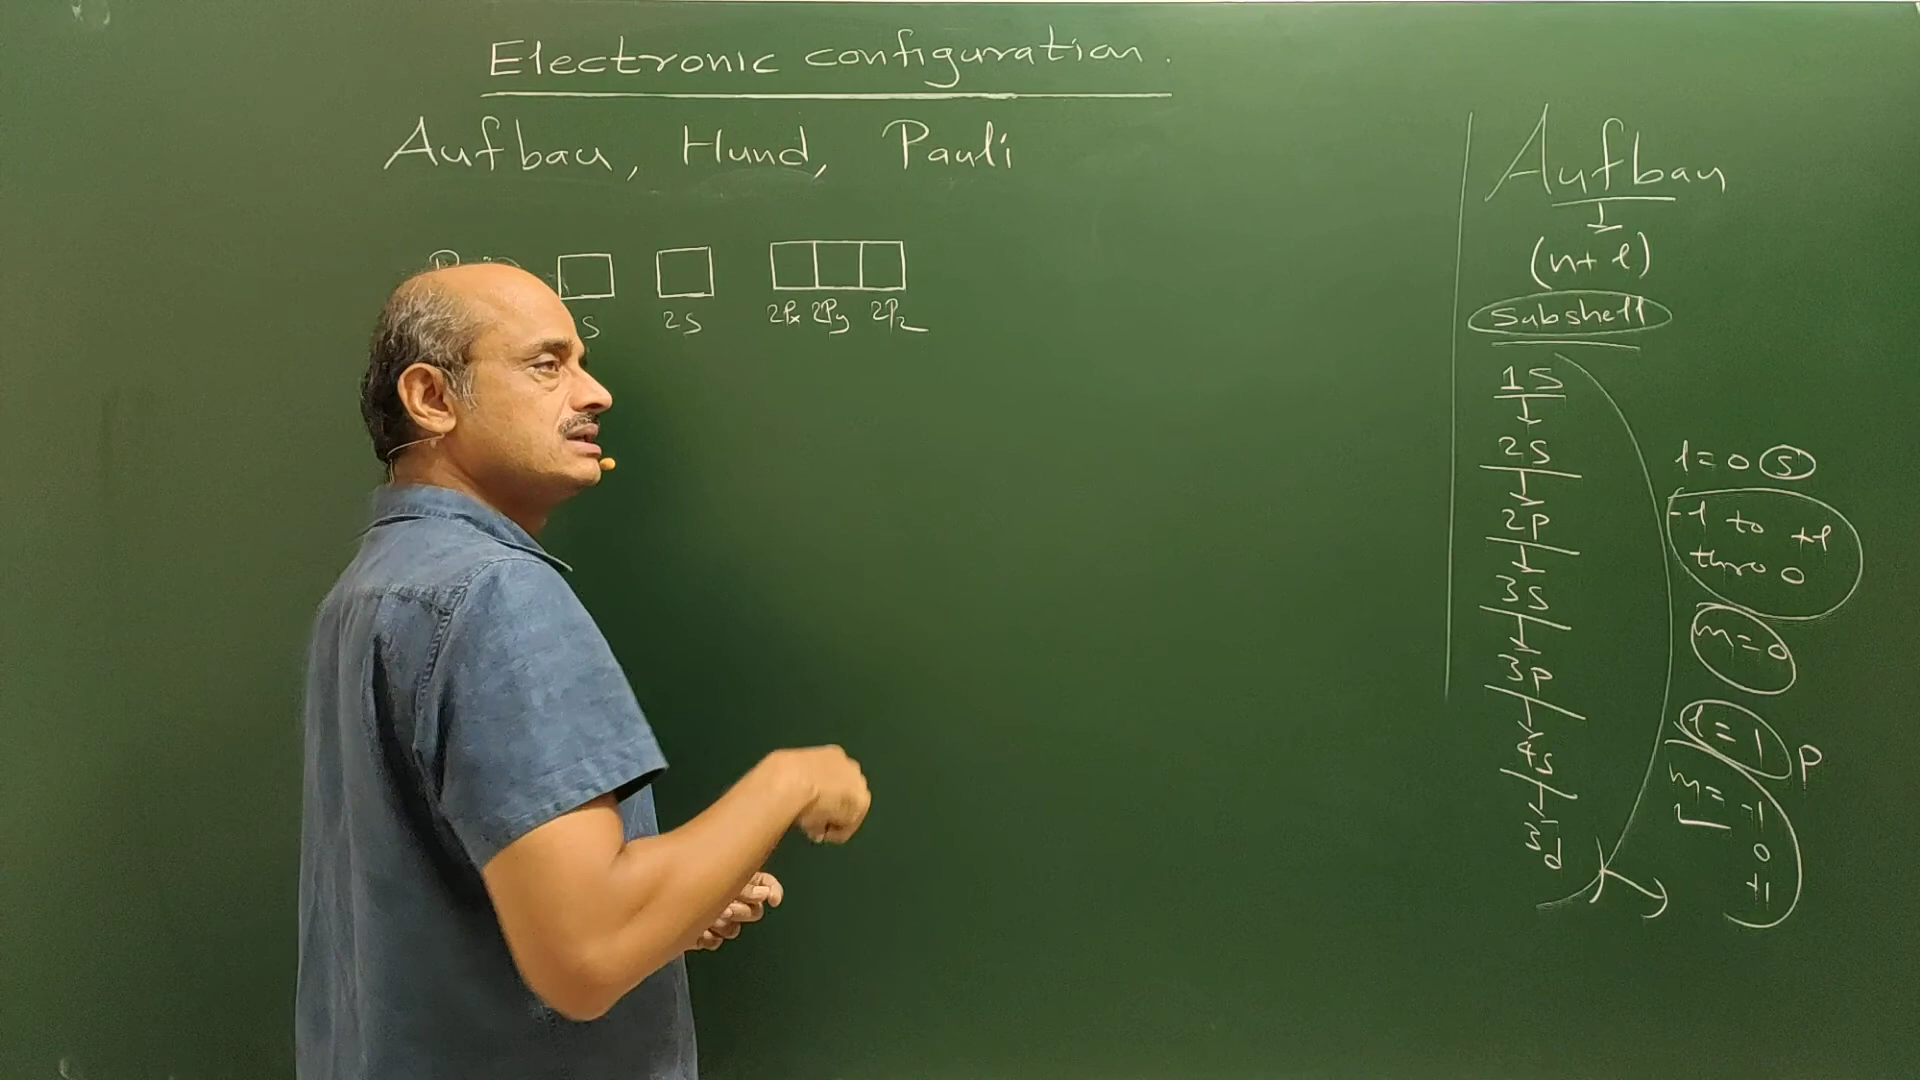 Electronic configuration.
Aufbau, Hund, Pauli
S 2S 2Px 2Py 2Pz
Aufbau
(n+l)
Subshell
1S
2S
2P
3S
3P
4S
3d
l=0 S
-l to +l
thro 0
m=0
l=1 P
m= -1
0
+1